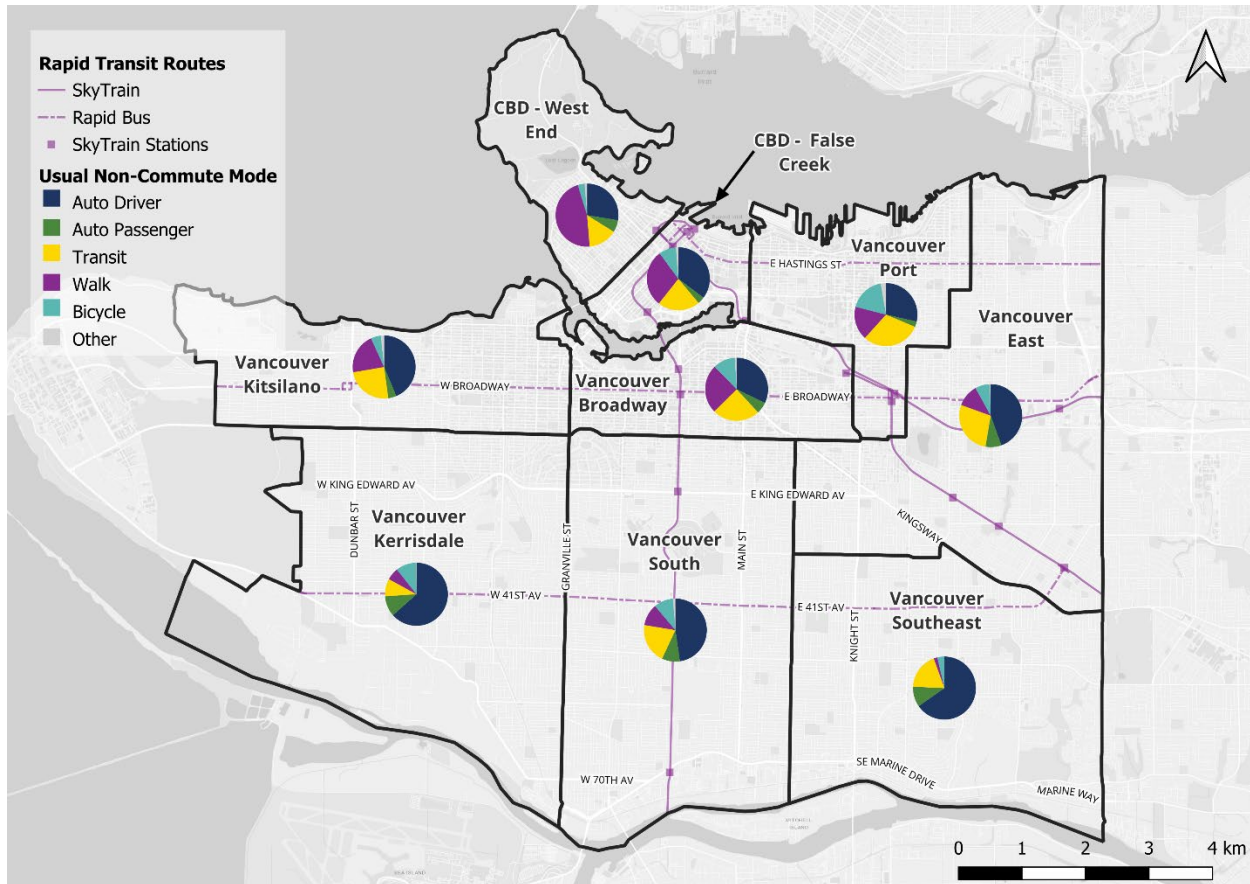 Rapid Transit Routes
SkyTrain
Rapid Bus
SkyTrain Stations
Usual Non-Commute Mode
Auto Driver
Auto Passenger
Transit
Walk
Bicycle
Other
CBD - West
End
CBD - False
Creek
E HASTINGS ST
Vancouver
Port
Vancouver
East
Vancouver
Kitsilano
W BROADWAY
Vancouver
Broadway
E BROADWAY
W KING EDWARD AV
E KING EDWARD AV
KINGSWAY
DUNBAR ST
Vancouver
Kerrisdale
GRANVILLE ST
Vancouver
South
MAIN ST
W 41ST AV
E 41ST AV
Vancouver
Southeast
KNIGHT ST
W 70TH AV
SE MARINE DRIVE
MARINE WAY
0 1 2 3 4 km